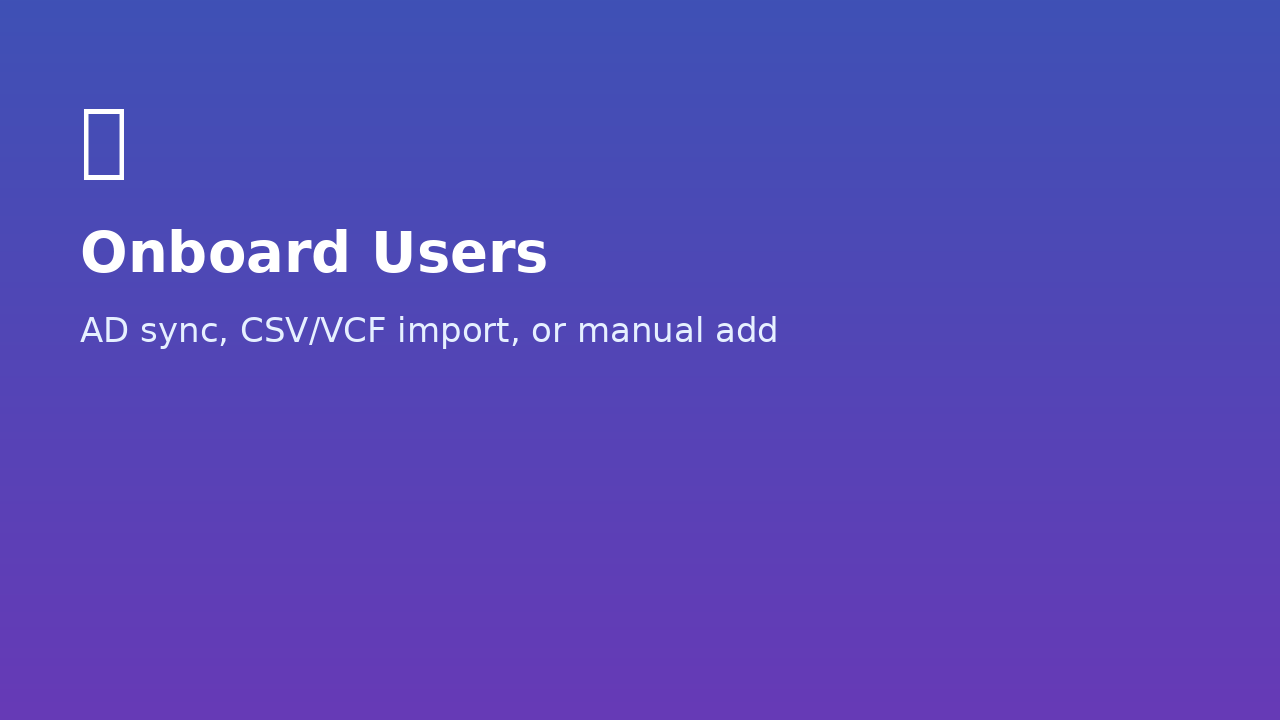 Onboard Users
AD sync, CSV/VCF import, or manual add